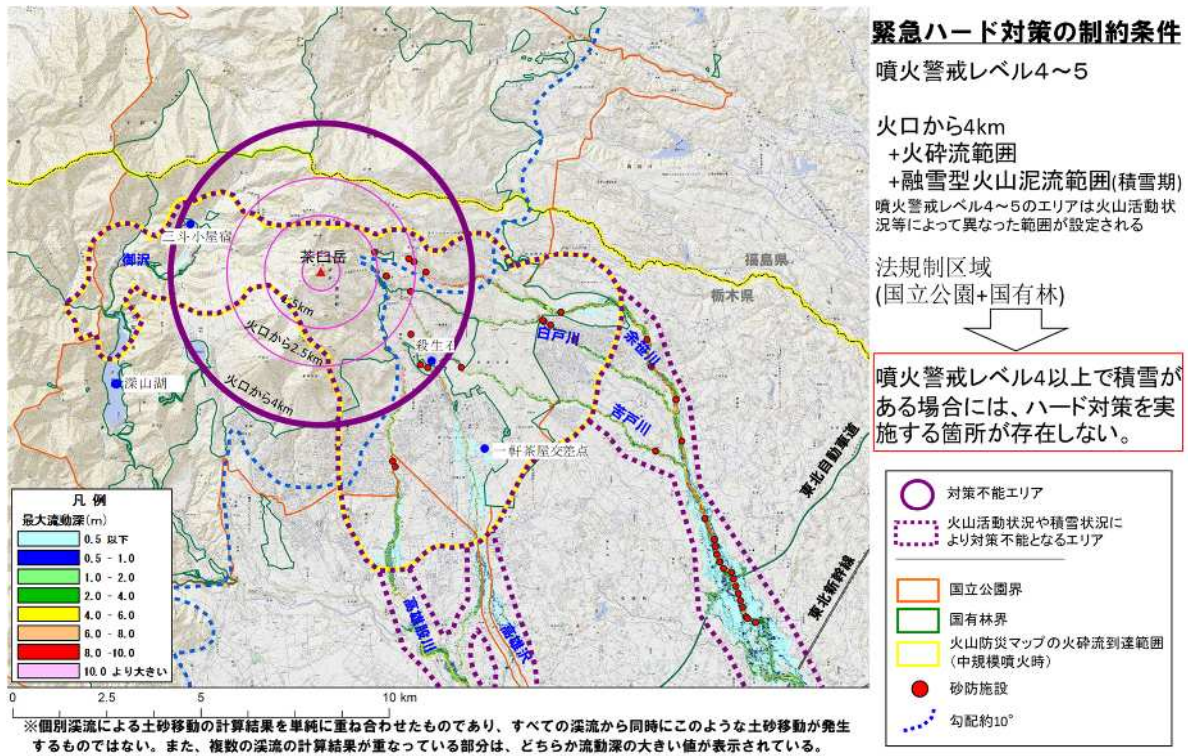 緊急ハード対策の制約条件
噴火警戒レベル4～5
火口から4km
+火砕流範囲
+融雪型火山泥流範囲(積雪期)
噴火警戒レベル4～5のエリアは火山活動状
況等によって異なった範囲が設定される
法規制区域
(国立公園+国有林)
噴火警戒レベル4以上で積雪が
ある場合には、ハード対策を実
施する箇所が存在しない。
対策不能エリア
火山活動状況や積雪状況に
より対策不能となるエリア
国立公園界
国有林界
火山防災マップの火砕流到達範囲
(中規模噴火時)
砂防施設
勾配約10°
三斗小屋宿
御沢
茶臼岳
1.5km
火口から2.5km
火口から4km
深山湖
殺生石
白戸川
余笹川
苦戸川
一軒茶屋交差点
福島県
栃木県
東北自動車道
東北新幹線
高雄沢
凡例
最大流動深(m)
0.5 以下
0.5 - 1.0
1.0 - 2.0
2.0 - 4.0
4.0 - 6.0
6.0 - 8.0
8.0 -10.0
10.0 より大きい
0 2.5 5 10 km
※個別渓流による土砂移動の計算結果を単純に重ね合わせたものであり、すべての渓流から同時にこのような土砂移動が発生
するものではない。また、複数の渓流の計算結果が重なっている部分は、どちらか流動深の大きい値が表示されている。